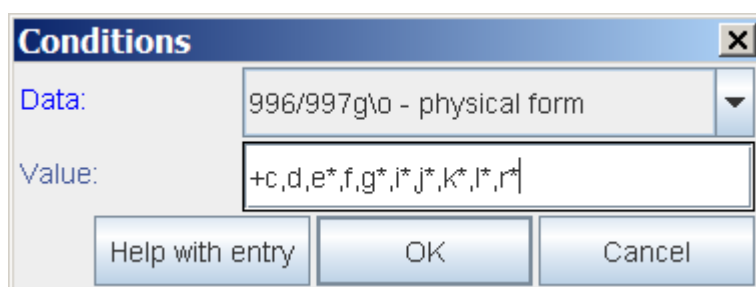 Conditions
Data: 996/997g\o - physical form
Value: +c,d,e*,f,g*,i*,j*,k*,l*,r*
Help with entry OK Cancel